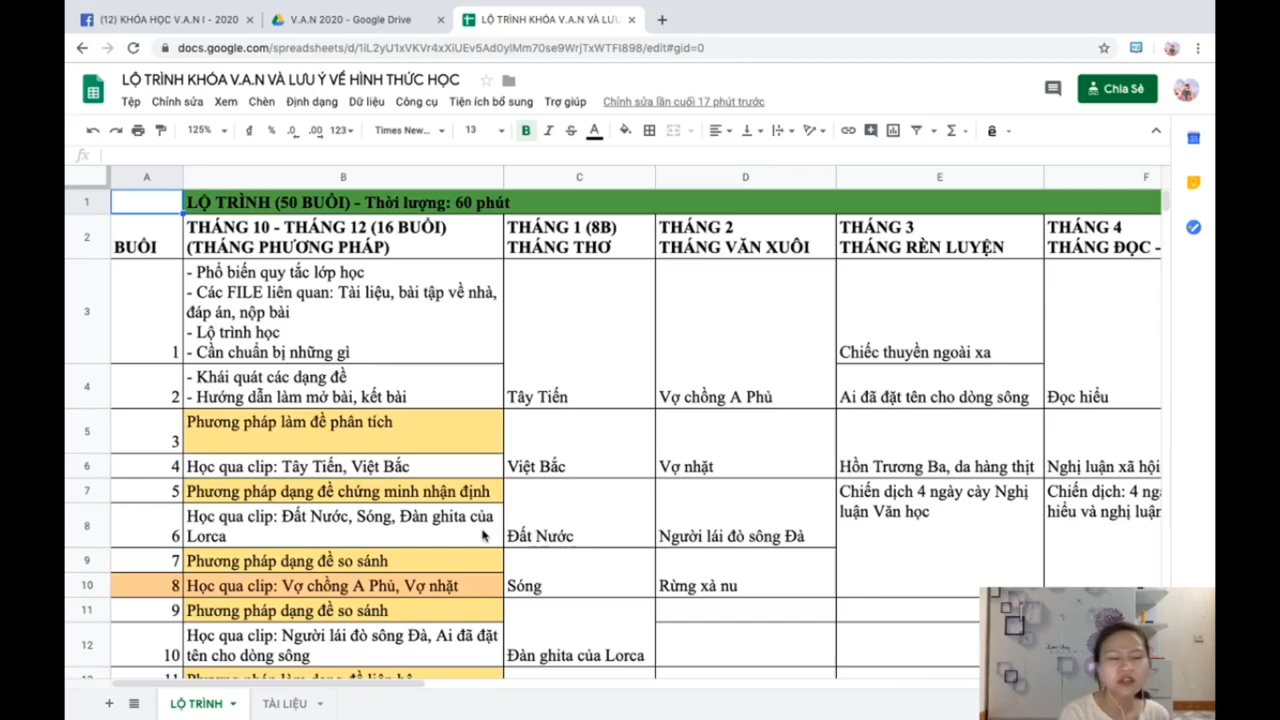 (12) KHÓA HỌC V.A.N I - 2020
V.A.N 2020 - Google Drive
LỘ TRÌNH KHÓA V.A.N VÀ LƯU
docs.google.com/spreadsheets/d/1iL2yU1xVKVr4xXiUEv5Ad0yiMm70se9WrjTxWTFI898/edit#gid=0
LỘ TRÌNH KHÓA V.A.N VÀ LƯU Ý VỀ HÌNH THỨC HỌC
Chia Sẻ
Tệp Chỉnh sửa Xem Chèn Định dạng Dữ liệu Công cụ Tiện ích bổ sung Trợ giúp Chỉnh sửa lần cuối 17 phút trước
125% đ % .0 .00 123 Times New... 13 B I S A
fx
A B C D E F
1 LỘ TRÌNH (50 BUỔI) - Thời lượng: 60 phút
THÁNG 10 - THÁNG 12 (16 BUỔI) THÁNG 1 (8B) THÁNG 2 THÁNG 3 THÁNG 4
2 BUỔI (THÁNG PHƯƠNG PHÁP) THÁNG THƠ THÁNG VĂN XUÔI THÁNG RÈN LUYỆN THÁNG ĐỌC -
- Phổ biến quy tắc lớp học
- Các FILE liên quan: Tài liệu, bài tập về nhà,
3 đáp án, nộp bài
- Lộ trình học
1 - Cần chuẩn bị những gì Chiếc thuyền ngoài xa
- Khái quát các dạng đề
4 2 - Hướng dẫn làm mở bài, kết bài Tây Tiến Vợ chồng A Phủ Ai đã đặt tên cho dòng sông Đọc hiểu
Phương pháp làm đề phân tích
5 3
6 4 Học qua clip: Tây Tiến, Việt Bắc Việt Bắc Vợ nhặt Hồn Trương Ba, da hàng thịt Nghị luận xã hội
7 5 Phương pháp dạng đề chứng minh nhận định Chiến dịch 4 ngày cày Nghị Chiến dịch: 4
Học qua clip: Đất Nước, Sóng, Đàn ghita của luận Văn học hiểu và nghị luận
8 6 Lorca Đất Nước Người lái đò sông Đà
9 7 Phương pháp dạng đề so sánh
10 8 Học qua clip: Vợ chồng A Phủ, Vợ nhặt Sóng Rừng xà nu
11 9 Phương pháp dạng đề so sánh
Học qua clip: Người lái đò sông Đà, Ai đã đặt
12 10 tên cho dòng sông Đàn ghita của Lorca
11 Phương pháp làm dạng đề liên hệ
LỘ TRÌNH TÀI LIỆU